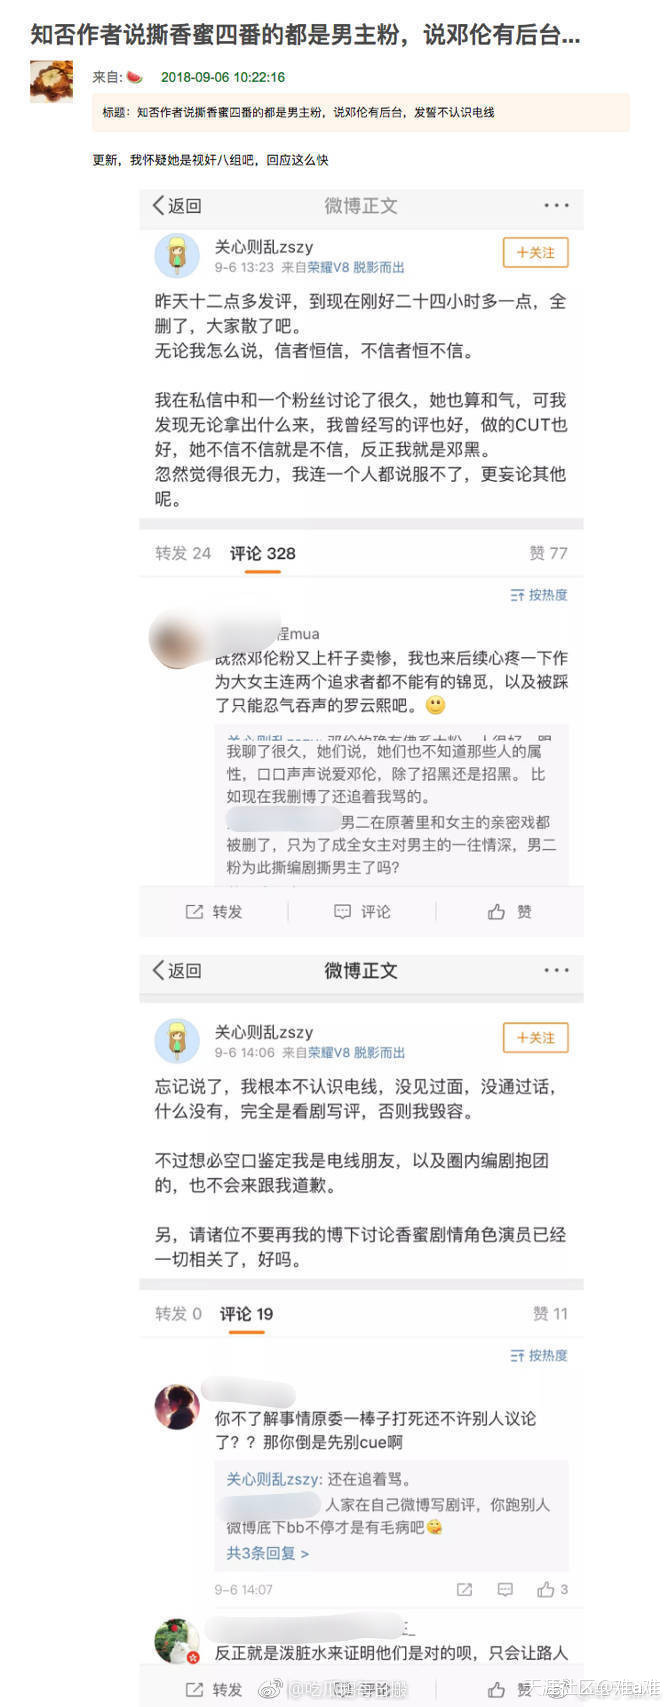 知否作者说撕香蜜四番的都是男主粉，说邓伦有后台...
来自: 🍉 2018-09-06 10:22:16
标题：知否作者说撕香蜜四番的都是男主粉，说邓伦有后台，发誓不认识电线
更新，我怀疑她是视奸八组吧，回应这么快
返回 微博正文 ···
关心则乱zszy
+关注
9-6 13:23 来自荣耀V8 脱影而出
昨天十二点多发评，到现在刚好二十四小时多一点，全
删了，大家散了吧。
无论我怎么说，信者恒信，不信者恒不信。
我在私信中和一个粉丝讨论了很久，她也算和气，可我
发现无论拿出什么来，我曾经写的评也好，做的CUT也
好，她不信不信就是不信，反正我就是邓黑。
忽然觉得很无力，我连一个人都说服不了，更妄论其他
呢。
转发 24 评论 328 赞 77
按热度
程mua
既然邓伦粉又上杆子卖惨，我也来后续心疼一下作
为大女主连两个追求者都不能有的锦觅，以及被踩
了只能忍气吞声的罗云熙吧。🙂
我聊了很久，她们说，她们也不知道那些人的属
性，口口声声说爱邓伦，除了招黑还是招黑。 比
如现在我删博了还追着我骂的。
男二在原著里和女主的亲密戏都
被删了，只为了成全女主对男主的一往情深，男二
粉为此撕编剧撕男主了吗?
转发 评论 赞
返回 微博正文 ···
关心则乱zszy
+关注
9-6 14:06 来自荣耀V8 脱影而出
忘记说了，我根本不认识电线，没见过面，没通过话，
什么没有，完全是看剧写评，否则我毁容。
不过想必空口鉴定我是电线朋友，以及圈内编剧抱团
的，也不会来跟我道歉。
另，请诸位不要再我的博下讨论香蜜剧情角色演员已经
一切相关了，好吗。
转发 0 评论 19 赞 11
按热度
你不了解事情原委一棒子打死还不许别人议论
了？？那你倒是先别cue啊
关心则乱zszy: 还在追着骂。
人家在自己微博写剧评，你跑别人
微博底下bb不停才是有毛病吧🤔
共3条回复 >
9-6 14:07 3
反正就是泼脏水来证明他们是对的呗，只会让路人
转发 评论 赞